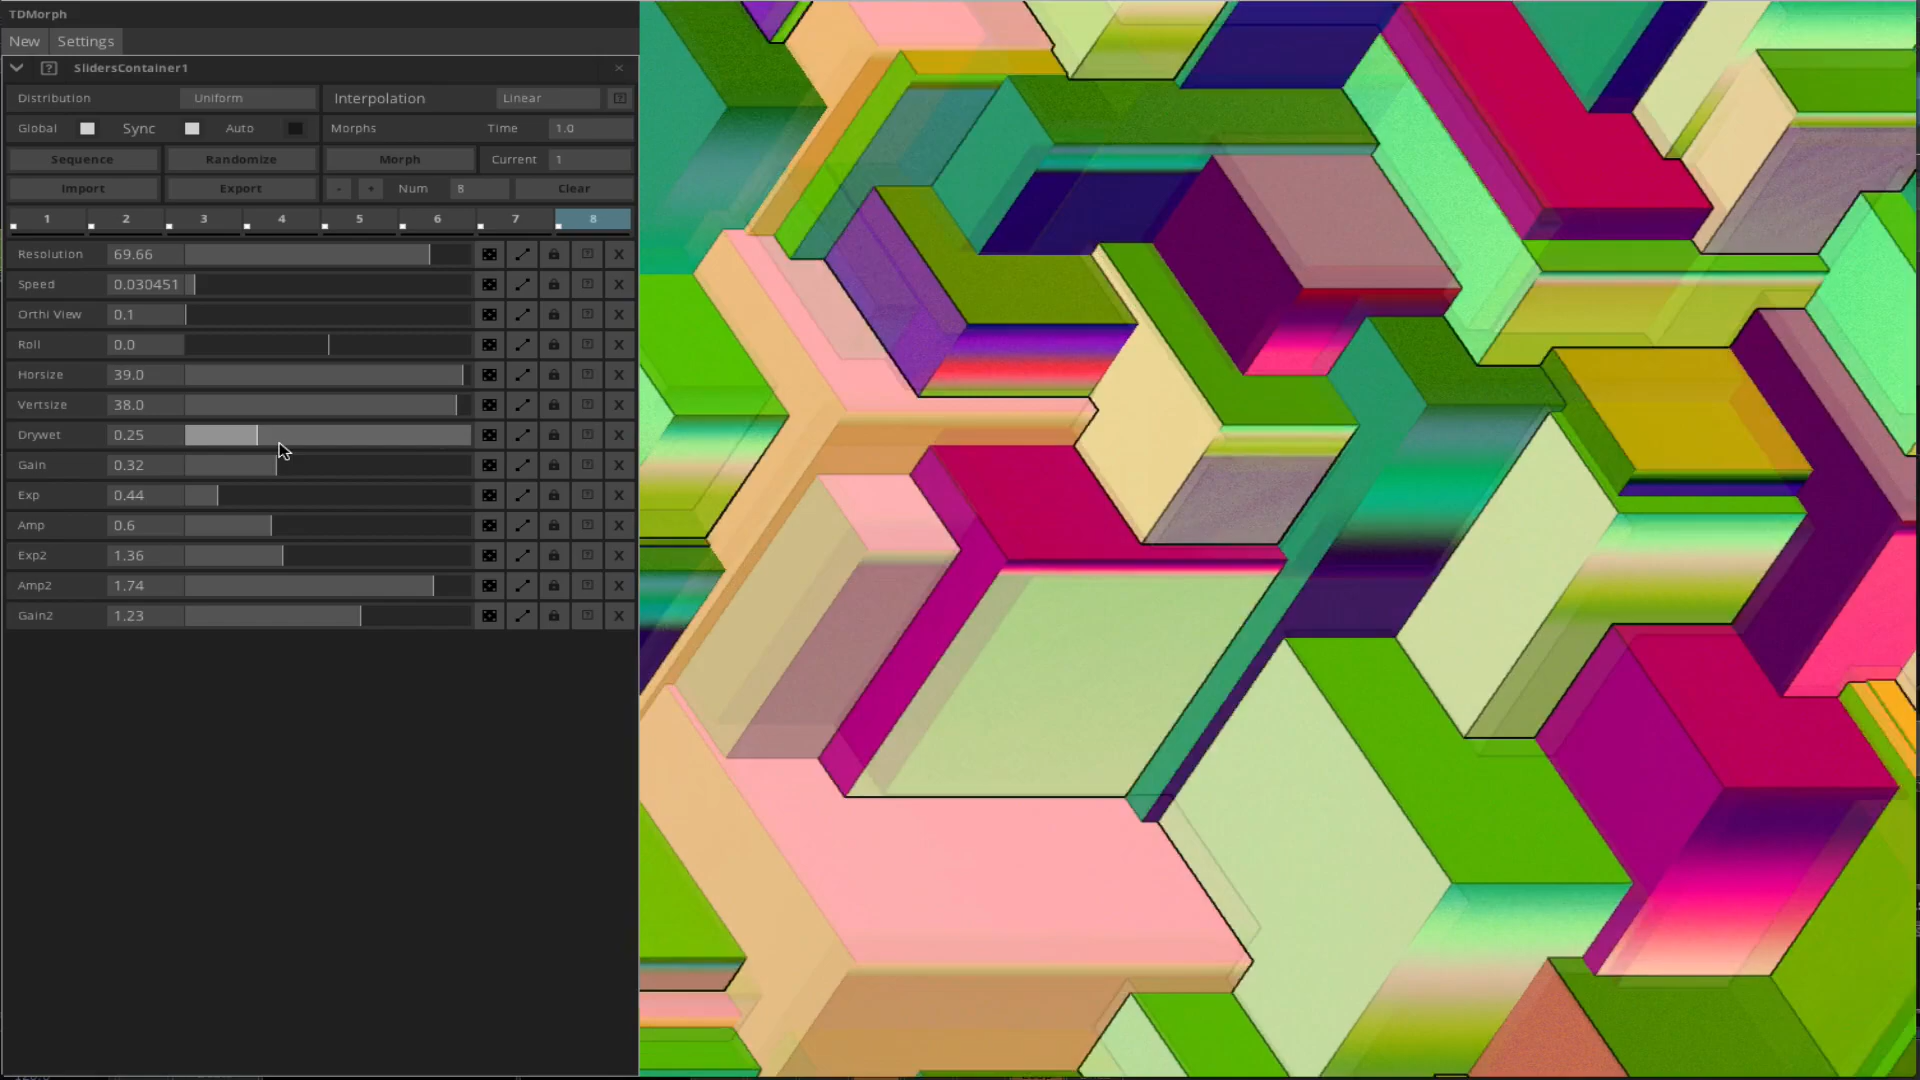 TDMorph
New Settings
SlidersContainer1
Distribution Uniform Interpolation Linear
Global Sync Auto Morphs Time 1.0
Sequence Randomize Morph Current 1
Import Export - + Num 8 Clear
1 2 3 4 5 6 7 8
Resolution 69.66 X
Speed 0.030451 X
Orthi View 0.1 X
Roll 0.0 X
Horsize 39.0 X
Vertsize 38.0 X
Drywet 0.25 X
Gain 0.32 X
Exp 0.44 X
Amp 0.6 X
Exp2 1.36 X
Amp2 1.74 X
Gain2 1.23 X